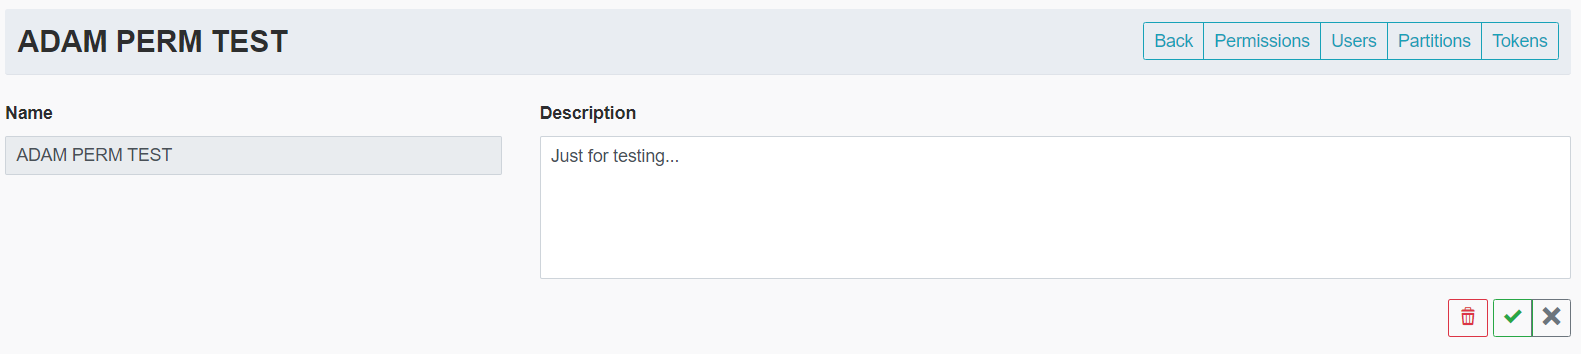 ADAM PERM TEST
Back Permissions Users Partitions Tokens
Name
ADAM PERM TEST
Description
Just for testing...